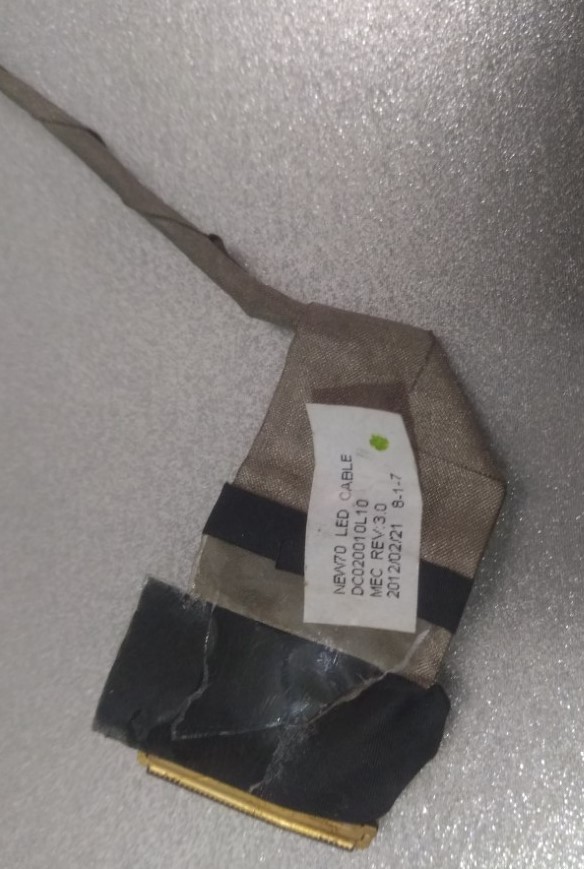 NEW70 LED CABLE
DC020010L10
MEC REV:3.0
2012/02/21 8-1-7